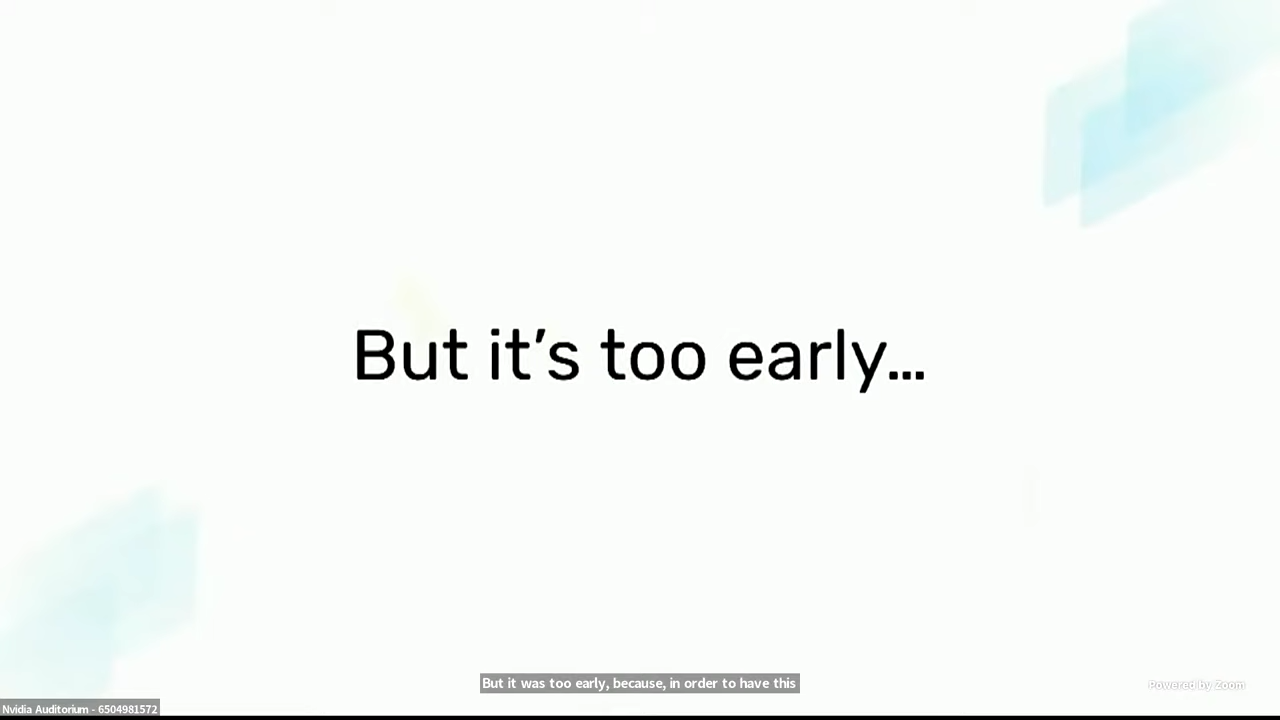 But it’s too early…
But it was too early, because, in order to have this
Powered by Zoom
Nvidia Auditorium - 6504981572